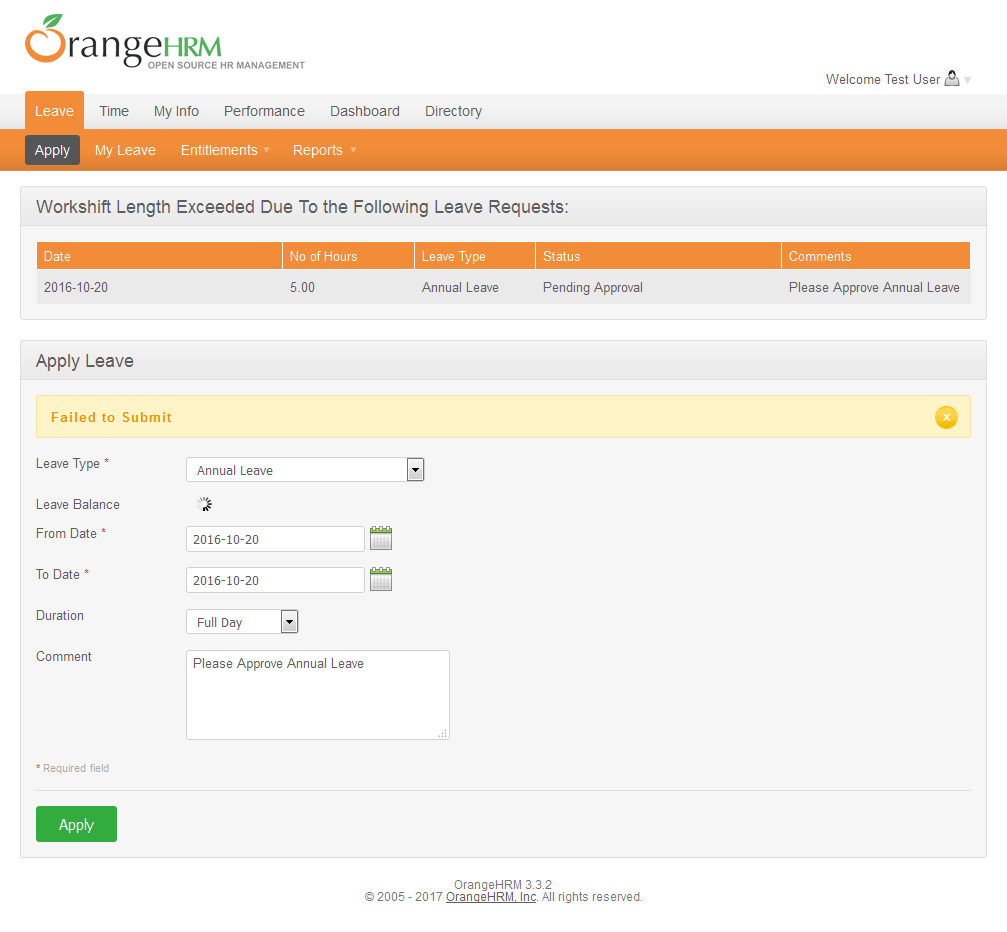 OrangeHRM
OPEN SOURCE HR MANAGEMENT
Welcome Test User
Leave Time My Info Performance Dashboard Directory
Apply My Leave Entitlements Reports
Workshift Length Exceeded Due To the Following Leave Requests:
Date No of Hours Leave Type Status Comments
2016-10-20 5.00 Annual Leave Pending Approval Please Approve Annual Leave
Apply Leave
Failed to Submit x
Leave Type * Annual Leave
Leave Balance
From Date * 2016-10-20
To Date * 2016-10-20
Duration Full Day
Comment Please Approve Annual Leave
* Required field
Apply
OrangeHRM 3.3.2
© 2005 - 2017 OrangeHRM, Inc. All rights reserved.